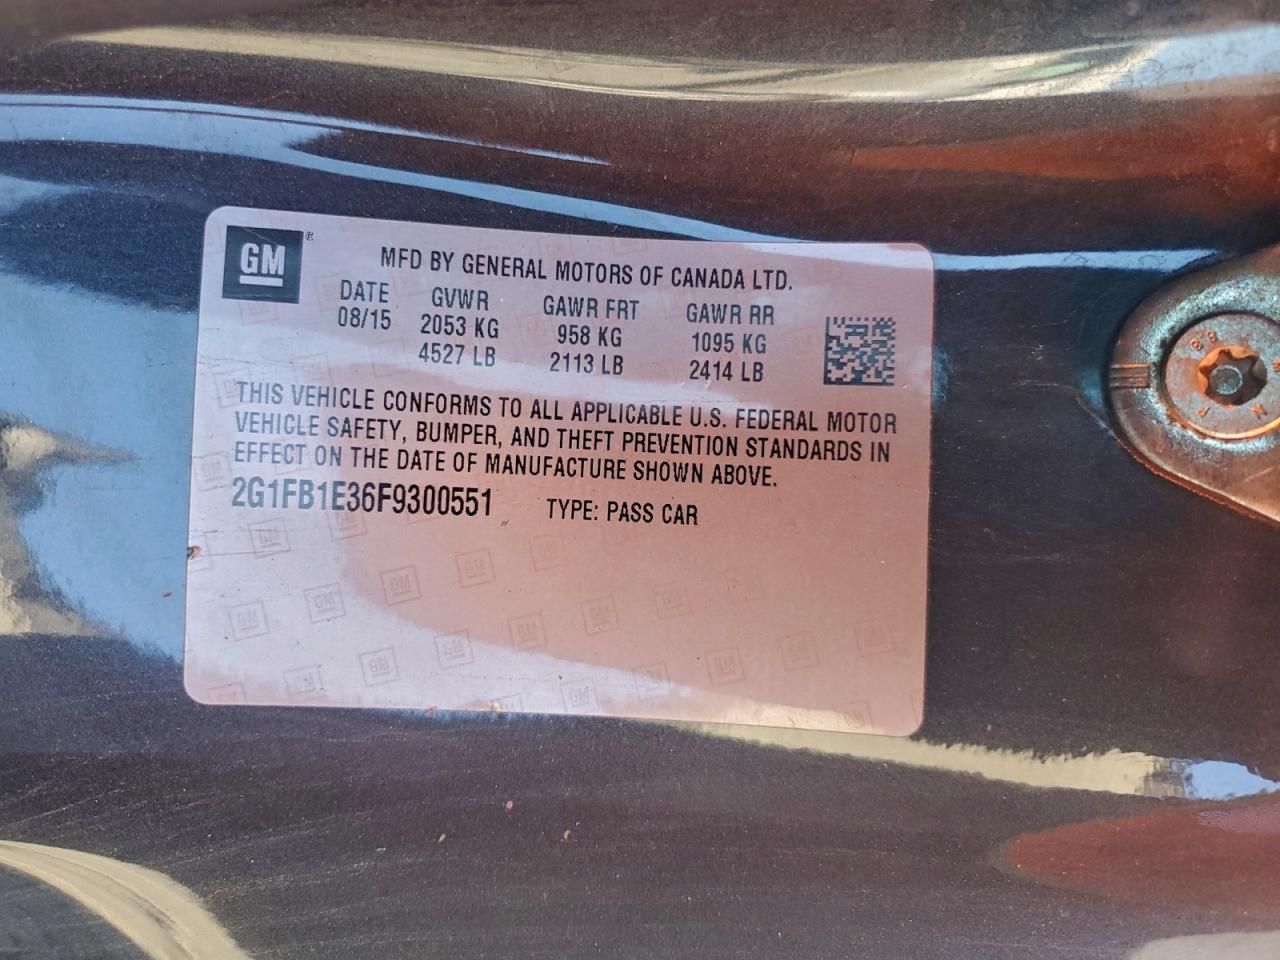 GM ®
MFD BY GENERAL MOTORS OF CANADA LTD.
DATE GVWR GAWR FRT GAWR RR
08/15 2053 KG 958 KG 1095 KG
4527 LB 2113 LB 2414 LB
THIS VEHICLE CONFORMS TO ALL APPLICABLE U.S. FEDERAL MOTOR
VEHICLE SAFETY, BUMPER, AND THEFT PREVENTION STANDARDS IN
EFFECT ON THE DATE OF MANUFACTURE SHOWN ABOVE.
2G1FB1E36F9300551 TYPE: PASS CAR